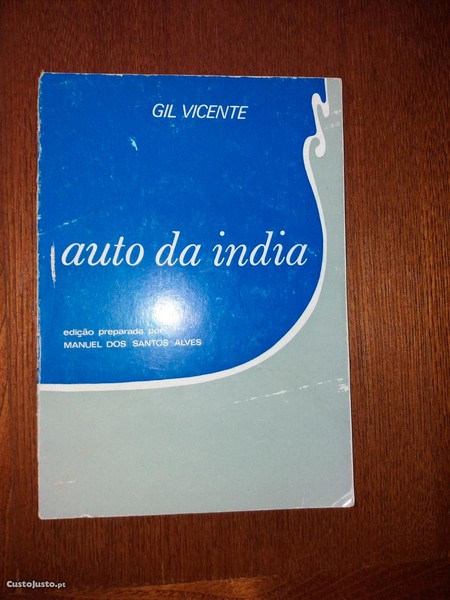 GIL VICENTE
auto da india
edição preparada por
MANUEL DOS SANTOS ALVES
CustoJusto.pt